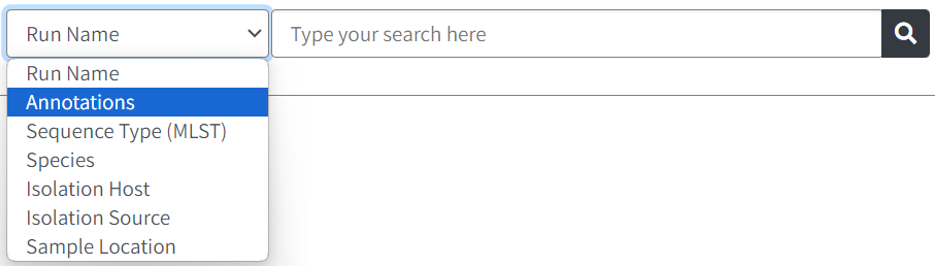 Run Name
Type your search here
Run Name
Annotations
Sequence Type (MLST)
Species
Isolation Host
Isolation Source
Sample Location